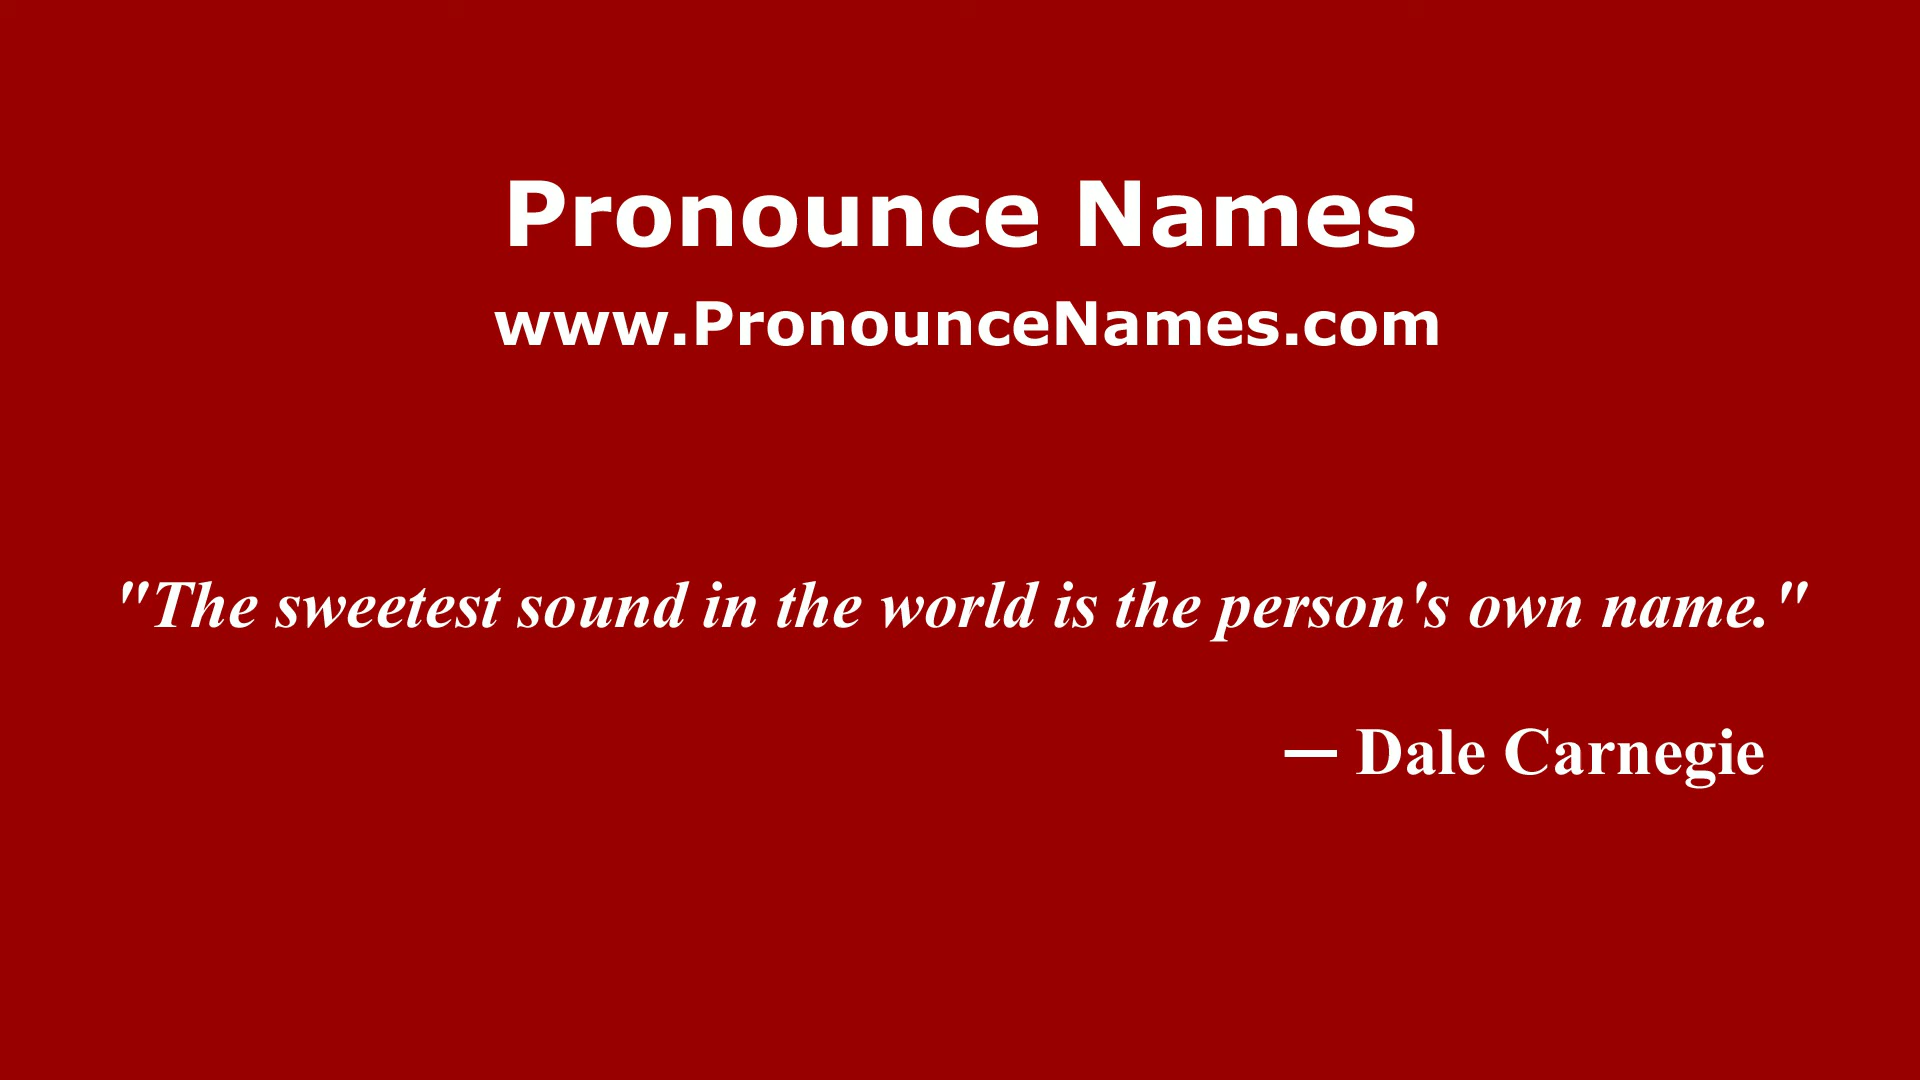 Pronounce Names
www.PronounceNames.com
"The sweetest sound in the world is the person's own name."
— Dale Carnegie